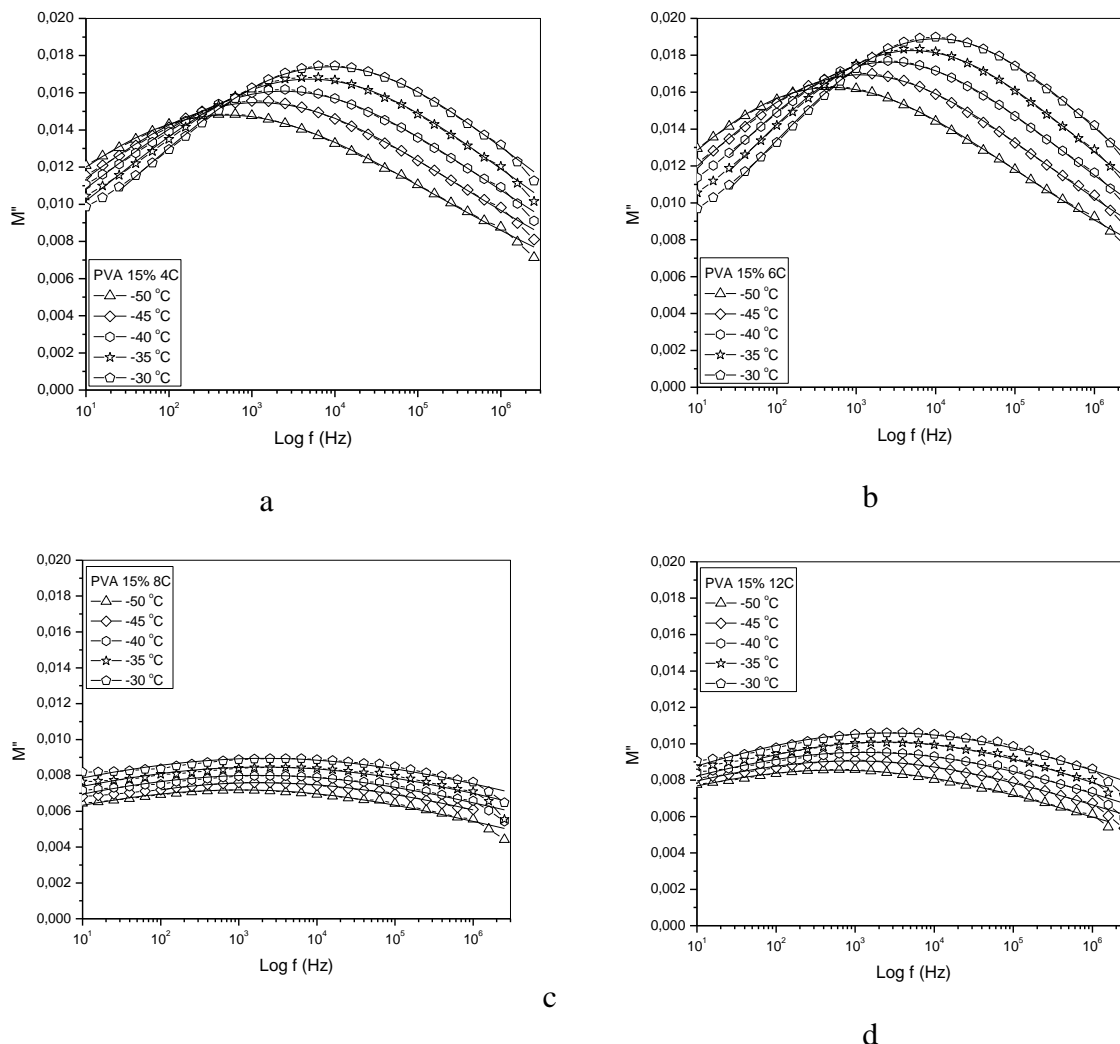 0,020
0,018
0,016
0,014
0,012
0,010
0,008
0,006
0,004
0,002
0,000
M"
PVA 15% 4C
-50 °C
-45 °C
-40 °C
-35 °C
-30 °C
10¹ 10² 10³ 10⁴ 10⁵ 10⁶
Log f (Hz)
a
0,020
0,018
0,016
0,014
0,012
0,010
0,008
0,006
0,004
0,002
0,000
M"
PVA 15% 6C
-50 °C
-45 °C
-40 °C
-35 °C
-30 °C
10¹ 10² 10³ 10⁴ 10⁵ 10⁶
Log f (Hz)
b
0,020
0,018
0,016
0,014
0,012
0,010
0,008
0,006
0,004
0,002
0,000
M"
PVA 15% 8C
-50 °C
-45 °C
-40 °C
-35 °C
-30 °C
10¹ 10² 10³ 10⁴ 10⁵ 10⁶
Log f (Hz)
c
0,020
0,018
0,016
0,014
0,012
0,010
0,008
0,006
0,004
0,002
0,000
M"
PVA 15% 12C
-50 °C
-45 °C
-40 °C
-35 °C
-30 °C
10¹ 10² 10³ 10⁴ 10⁵ 10⁶
Log f (Hz)
d